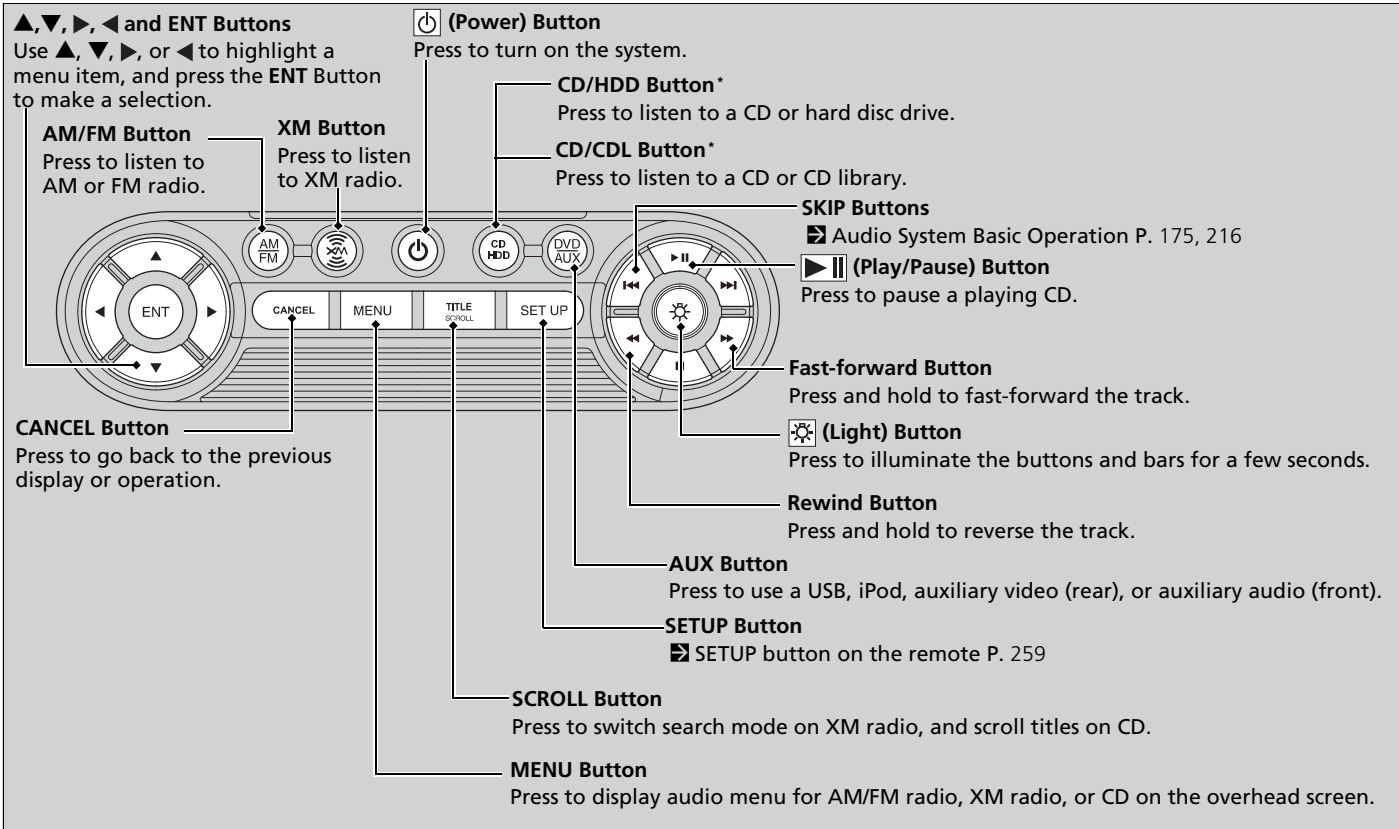 ▲,▼, ▶, ◀ and ENT Buttons
Use ▲, ▼, ▶, or ◀ to highlight a
menu item, and press the ENT Button
to make a selection.
(Power) Button
Press to turn on the system.
CD/HDD Button*
Press to listen to a CD or hard disc drive.
CD/CDL Button*
Press to listen to a CD or CD library.
AM/FM Button
Press to listen to
AM or FM radio.
XM Button
Press to listen
to XM radio.
SKIP Buttons
Audio System Basic Operation P. 175, 216
(Play/Pause) Button
Press to pause a playing CD.
AM
FM
XM
CD
HDD
DVD
AUX
ENT
CANCEL
MENU
TITLE
SCROLL
SET UP
Fast-forward Button
Press and hold to fast-forward the track.
CANCEL Button
Press to go back to the previous
display or operation.
(Light) Button
Press to illuminate the buttons and bars for a few seconds.
Rewind Button
Press and hold to reverse the track.
AUX Button
Press to use a USB, iPod, auxiliary video (rear), or auxiliary audio (front).
SETUP Button
SETUP button on the remote P. 259
SCROLL Button
Press to switch search mode on XM radio, and scroll titles on CD.
MENU Button
Press to display audio menu for AM/FM radio, XM radio, or CD on the overhead screen.